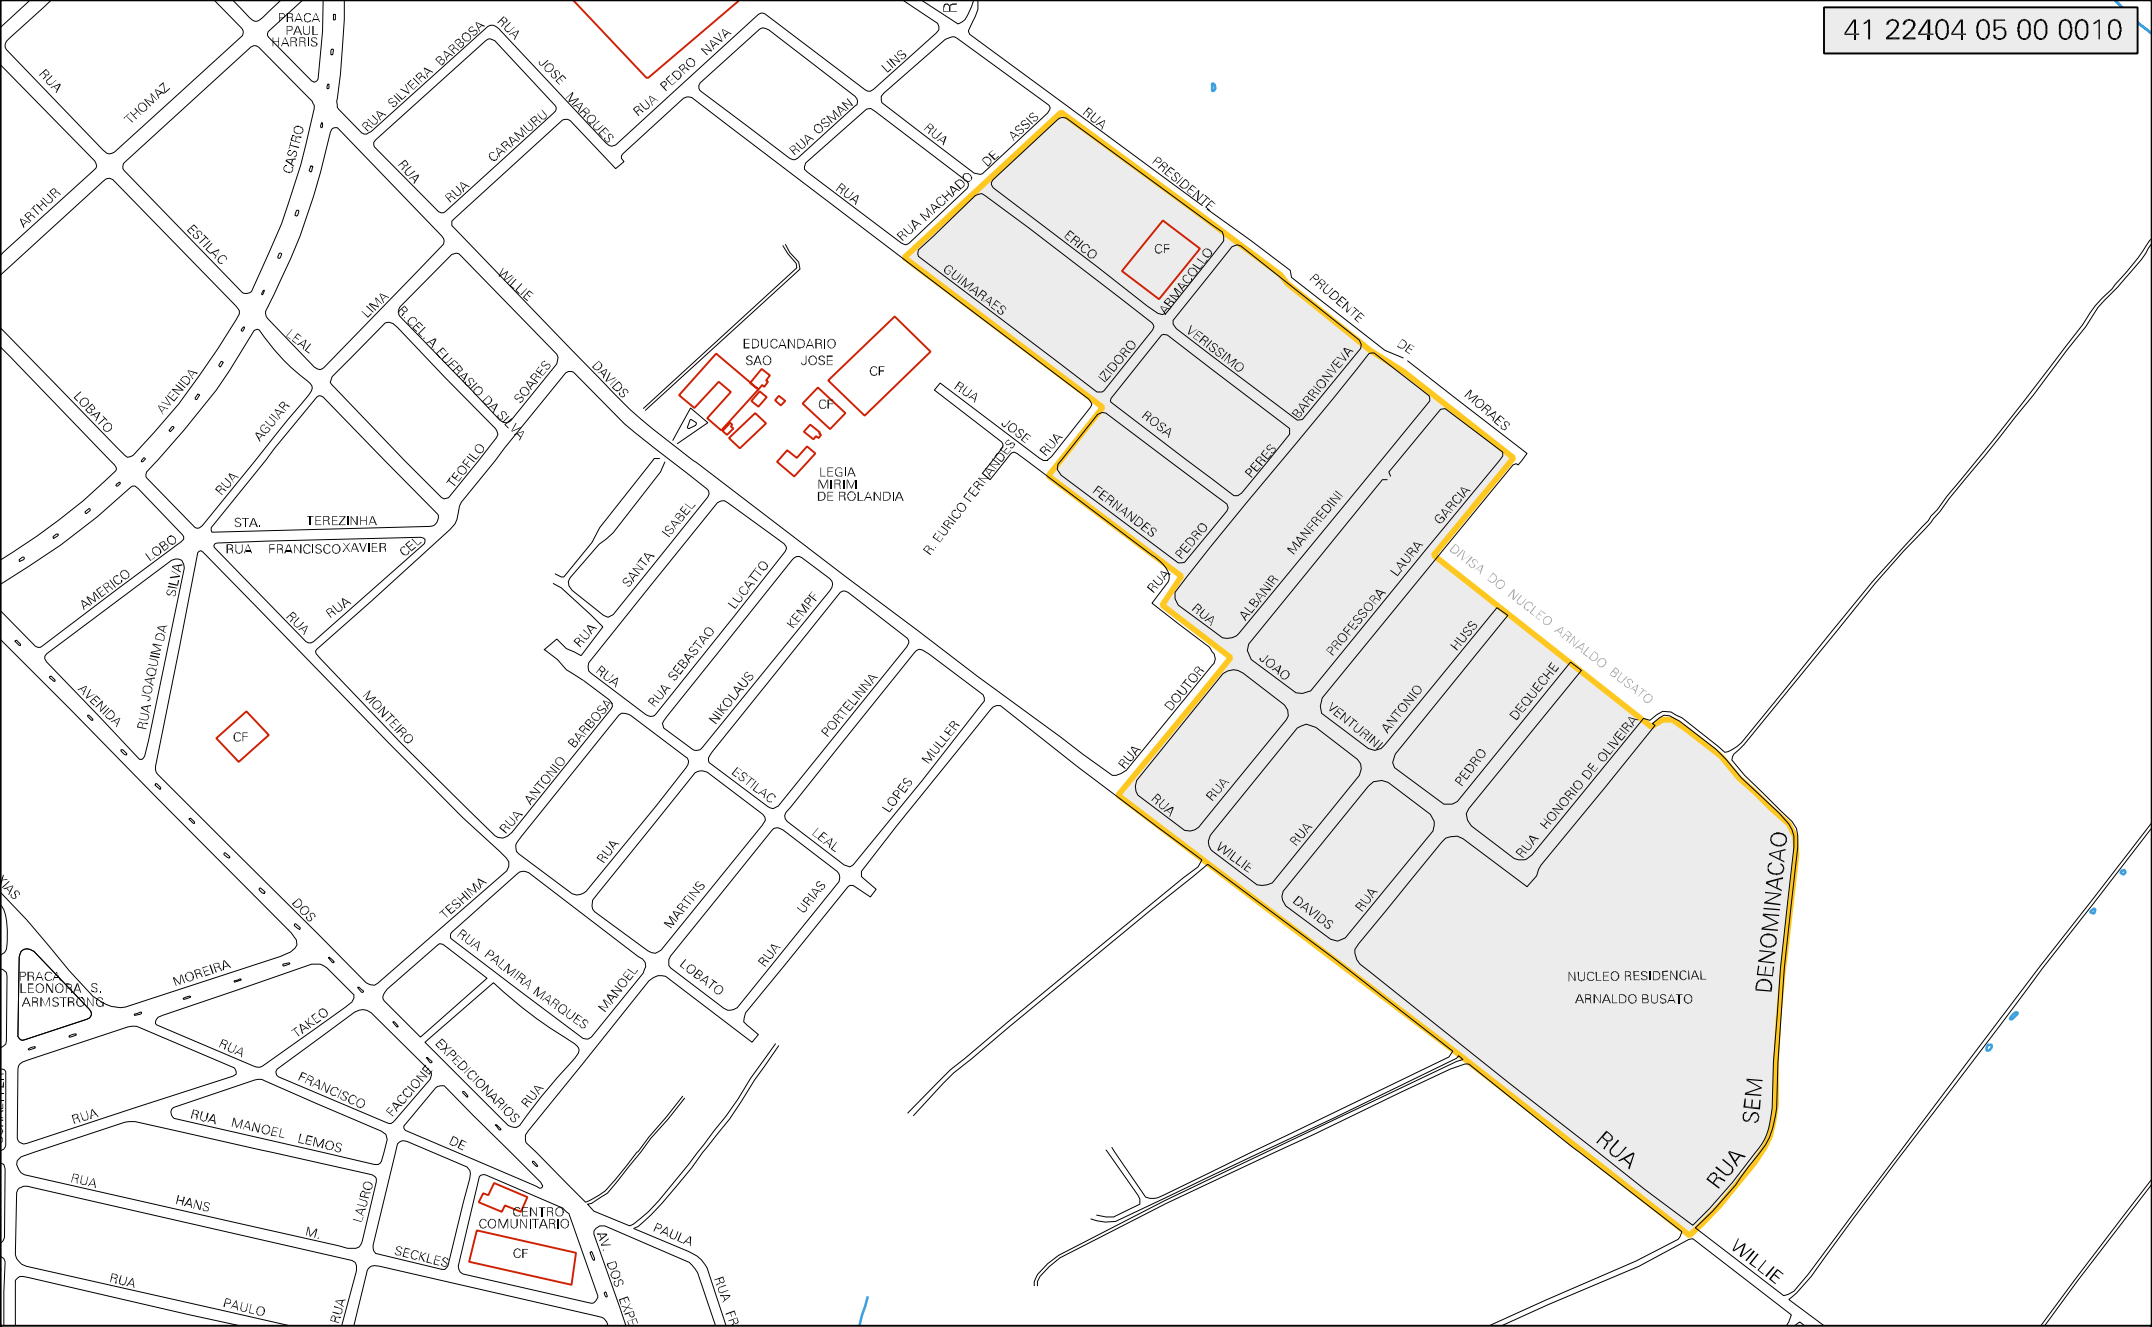 41 22404 05 00 0010
PRACA
PAUL
HARRIS
RUA
THOMAZ
CASTRO
ARTHUR
ESTILAC
RUA SILVEIRA BARBOSA
RUA
JOSE
MARQUES
RUA PEDRO NAVA
LINS
RUA OSMAN
RUA
RUA CARAMURU
RUA
RUA
RUA MACHADO DE ASSIS
RUA PRESIDENTE PRUDENTE DE MORAES
CF
ERICO
VERISSIMO
GUIMARAES
ROSA
IZIDORO
ARMACOLLO
BARRIONVEVA
PERES
PEDRO
RUA
FERNANDES
RUA
JOSE
RUA
R. EURICO FERNANDES
LEAL
LIMA
WILLIE
DAVIDS
R. CEL. A. EUFRASIO DA SILVA
TEOFILO
SOARES
LOBATO
AVENIDA
RUA
AGUIAR
EDUCANDARIO
SAO JOSE
CF
CF
LEGIA
MIRIM
DE ROLANDIA
STA. TEREZINHA
RUA FRANCISCO XAVIER
RUA
CEL
AMERICO
LOBO
RUA JOAQUIM DA SILVA
RUA
MONTEIRO
AVENIDA
DOS
EXPEDICIONARIOS
CF
SANTA ISABEL
RUA
RUA
RUA SEBASTAO LUCATTO
NIKOLAUS KEMPF
PORTELINNA
LOPES MULLER
RUA ANTONIO BARBOSA
ESTILAC
LEAL
RUA
MARTINS
RUA
URIAS
LOBATO
MANOEL
RUA
TESHIMA
RUA PALMIRA MARQUES
RUA
ALBANIR MANFREDINI
JOAO
VENTURINI
PROFESSORA LAURA GARCIA
DIVISA DO NUCLEO ARNALDO BUSATO
ANTONIO HUSS
PEDRO DEQUECHE
RUA HONORIO DE OLIVEIRA
RUA DOUTOR
RUA
RUA
WILLIE
RUA
DAVIDS
RUA
NUCLEO RESIDENCIAL
ARNALDO BUSATO
RUA SEM DENOMINACAO
RUA
WILLIE
PRACA
LEONORA S.
ARMSTRONG
MOREIRA
TAKEO
RUA
FRANCISCO
DE
PAULA
FACCIONE
LAURO
RUA
RUA
RUA MANOEL LEMOS
RUA HANS M. SECKLES
RUA PAULO
CENTRO
COMUNITARIO
CF
AV. DOS EXPE
RUA FR